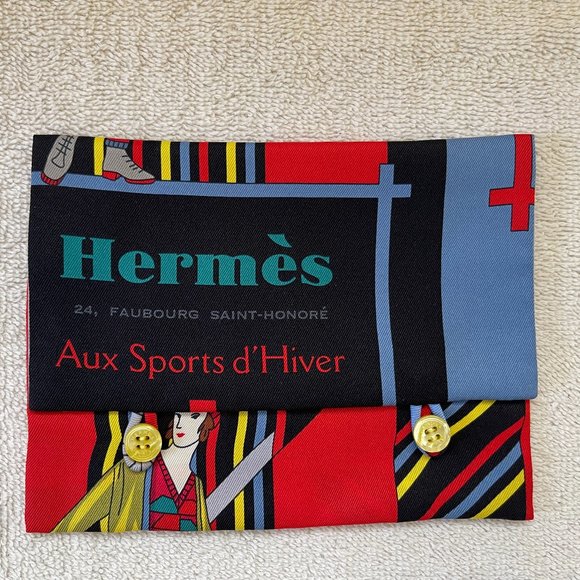 Hermès
24, FAUBOURG SAINT-HONORÉ
Aux Sports d'Hiver